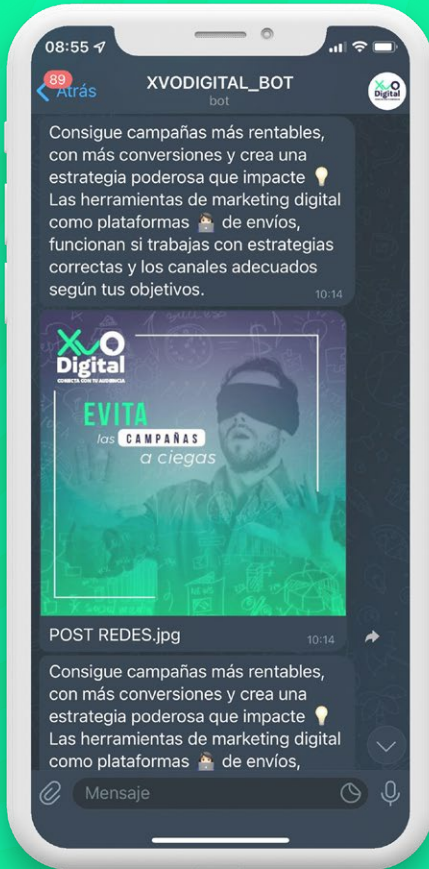 08:55
89
Atrás
XVODIGITAL_BOT
bot
XVO
Digital
Consigue campañas más rentables,
con más conversiones y crea una
estrategia poderosa que impacte 💡
Las herramientas de marketing digital
como plataformas 🧑🏻‍💻 de envíos,
funcionan si trabajas con estrategias
correctas y los canales adecuados
según tus objetivos.
10:14
XVO
Digital
CONECTA CON TU AUDIENCIA
EVITA
las CAMPAÑAS
a ciegas
POST REDES.jpg
10:14
Consigue campañas más rentables,
con más conversiones y crea una
estrategia poderosa que impacte 💡
Las herramientas de marketing digital
como plataformas 🧑🏻‍💻 de envíos,
Mensaje